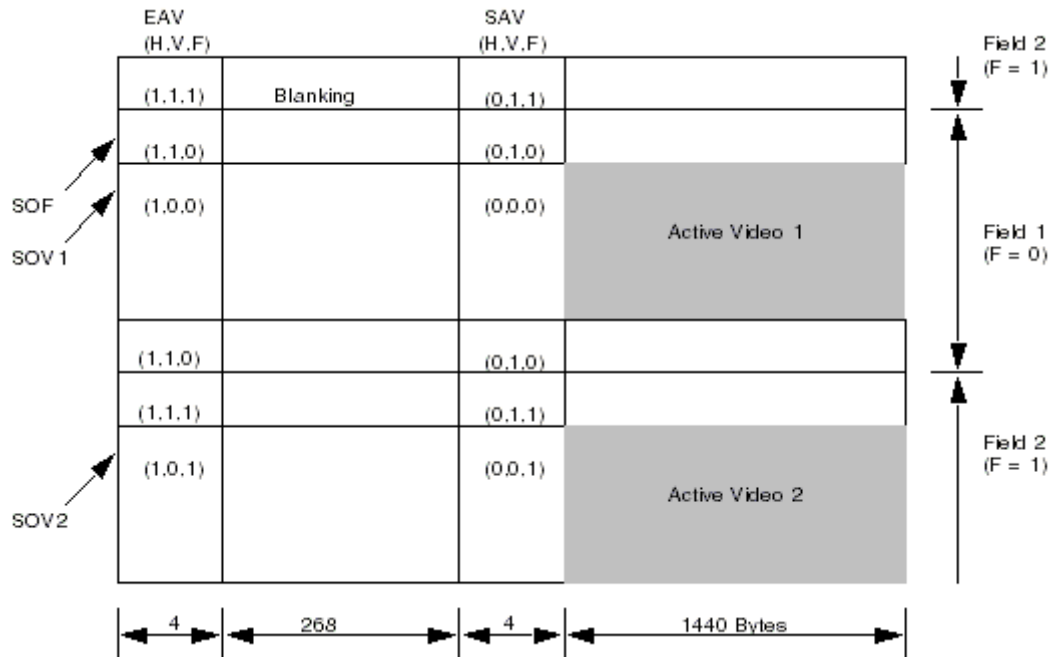 EAV
(H.V.F)
SAV
(H.V.F)
Field 2
(F = 1)
(1.1.1)
Blanking
(0.1.1)
(1.1.0)
(0.1.0)
SOF
SOV1
(1.0.0)
(0.0.0)
Active Video 1
Field 1
(F = 0)
(1.1.0)
(0.1.0)
(1.1.1)
(0.1.1)
SOV2
(1.0.1)
(0.0.1)
Active Video 2
Field 2
(F = 1)
4
268
4
1440 Bytes